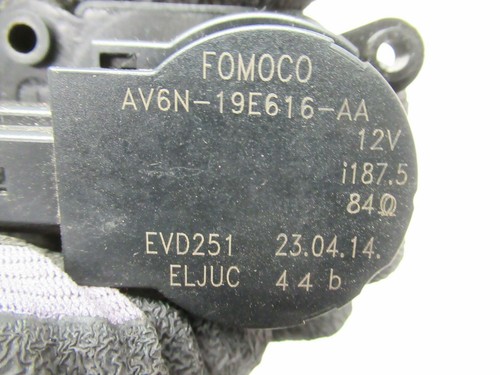 FOMOCO
AV6N-19E616-AA
12V
i187.5
84Ω
EVD251 23.04.14.
ELJUC 44 b